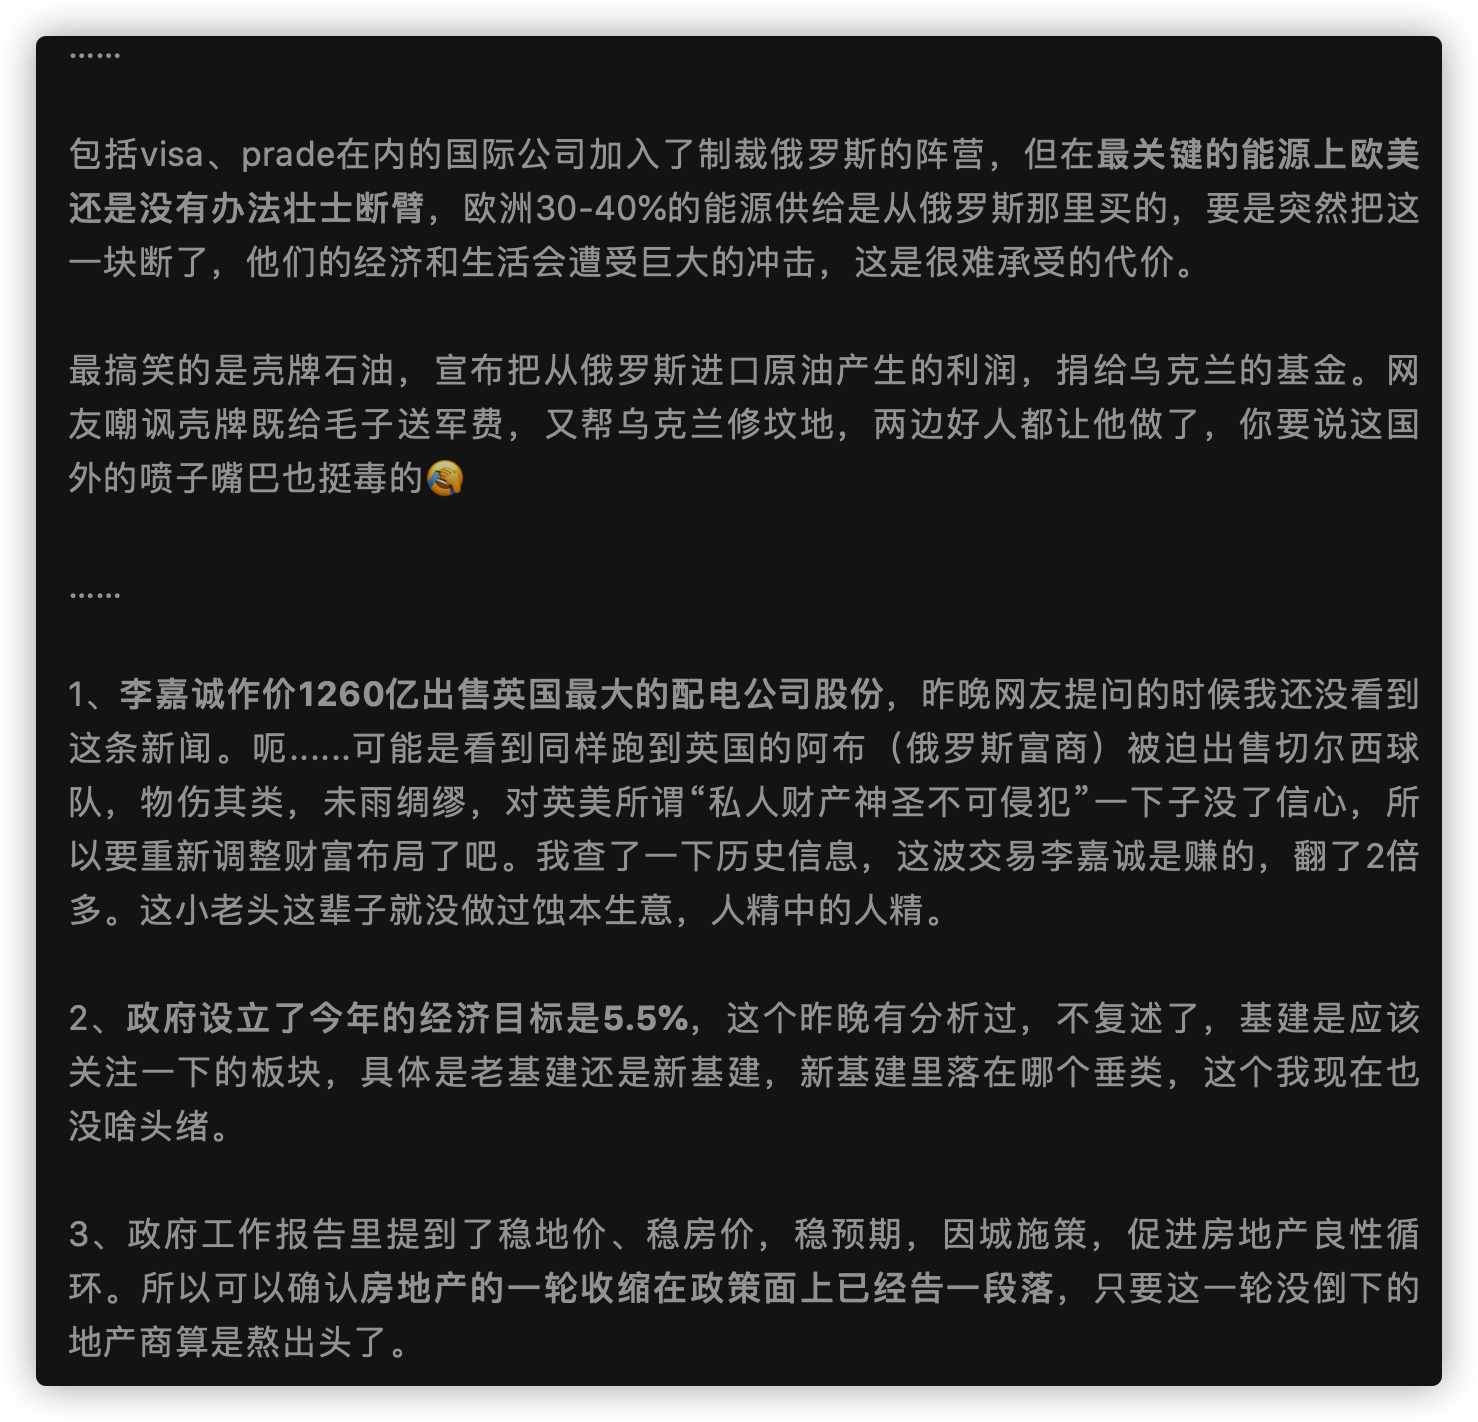 ……
包括visa、prade在内的国际公司加入了制裁俄罗斯的阵营，但在最关键的能源上欧美
还是没有办法壮士断臂，欧洲30-40%的能源供给是从俄罗斯那里买的，要是突然把这
一块断了，他们的经济和生活会遭受巨大的冲击，这是很难承受的代价。
最搞笑的是壳牌石油，宣布把从俄罗斯进口原油产生的利润，捐给乌克兰的基金。网
友嘲讽壳牌既给毛子送军费，又帮乌克兰修坟地，两边好人都让他做了，你要说这国
外的喷子嘴巴也挺毒的🤣
……
1、李嘉诚作价1260亿出售英国最大的配电公司股份，昨晚网友提问的时候我还没看到
这条新闻。呃……可能是看到同样跑到英国的阿布（俄罗斯富商）被迫出售切尔西球
队，物伤其类，未雨绸缪，对英美所谓“私人财产神圣不可侵犯”一下子没了信心，所
以要重新调整财富布局了吧。我查了一下历史信息，这波交易李嘉诚是赚的，翻了2倍
多。这小老头这辈子就没做过蚀本生意，人精中的人精。
2、政府设立了今年的经济目标是5.5%，这个昨晚有分析过，不复述了，基建是应该
关注一下的板块，具体是老基建还是新基建，新基建里落在哪个垂类，这个我现在也
没啥头绪。
3、政府工作报告里提到了稳地价、稳房价，稳预期，因城施策，促进房地产良性循
环。所以可以确认房地产的一轮收缩在政策面上已经告一段落，只要这一轮没倒下的
地产商算是熬出头了。